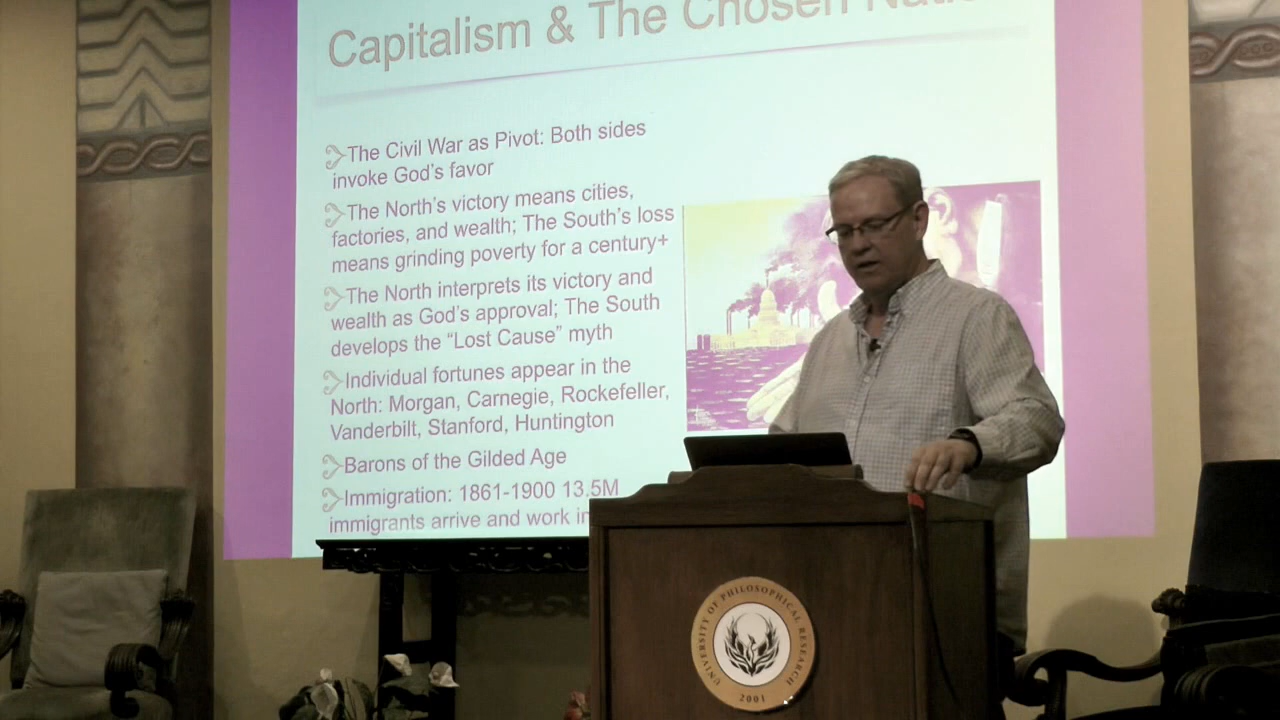 Capitalism & The Chosen
The Civil War as Pivot: Both sides
invoke God's favor
The North's victory means cities,
factories, and wealth; The South's loss
means grinding poverty for a century+
The North interprets its victory and
wealth as God's approval; The South
develops the "Lost Cause" myth
Individual fortunes appear in the
North: Morgan, Carnegie, Rockefeller,
Vanderbilt, Stanford, Huntington
Barons of the Gilded Age
Immigration: 1861-1900 13.5M
immigrants arrive and work
UNIVERSITY OF PHILOSOPHICAL RESEARCH
2001